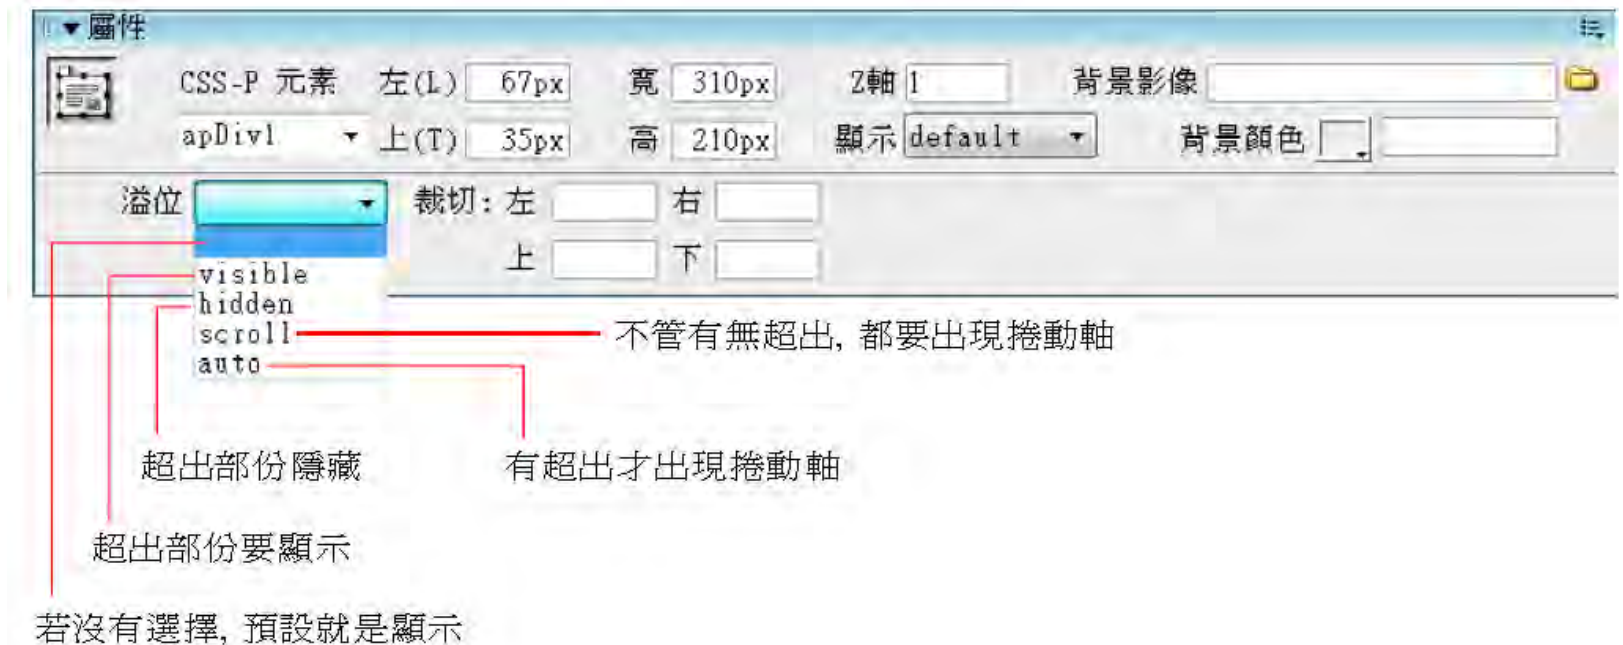 屬性
CSS-P 元素 左(L) 67px 寬 310px Z軸 1 背景影像
apDiv1 上(T) 35px 高 210px 顯示 default 背景顏色
溢位 裁切: 左 右
上 下
visible
hidden
scroll
auto
不管有無超出, 都要出現捲動軸
超出部份隱藏 有超出才出現捲動軸
超出部份要顯示
若沒有選擇, 預設就是顯示